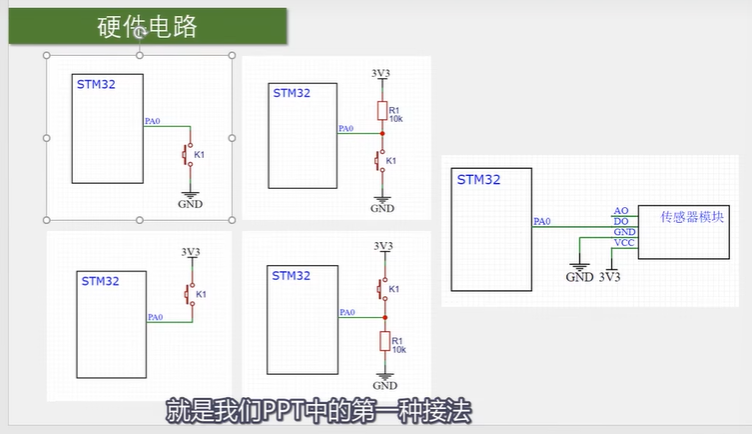 硬件电路
STM32
PA0
K1
GND
STM32
3V3
R1
10k
PA0
K1
GND
STM32
3V3
K1
PA0
STM32
3V3
K1
PA0
R1
10k
GND
STM32
PA0
AO
DO
GND
VCC
传感器模块
GND 3V3
就是我们PPT中的第一种接法